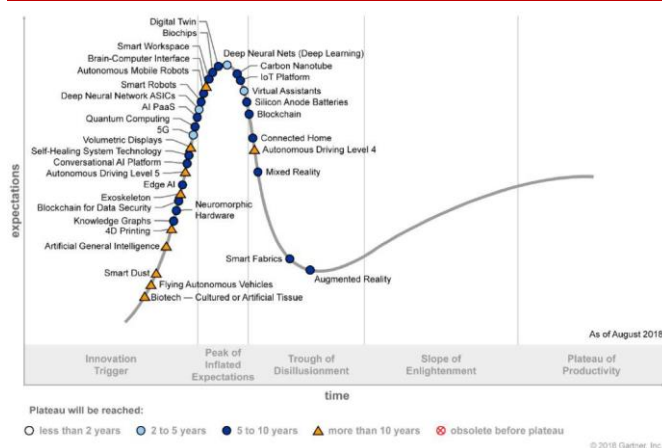 Digital Twin
Biochips
Smart Workspace
Brain-Computer Interface
Autonomous Mobile Robots
Smart Robots
Deep Neural Network ASICs
AI PaaS
Quantum Computing
5G
Volumetric Displays
Self-Healing System Technology
Conversational AI Platform
Autonomous Driving Level 5
Edge AI
Exoskeleton
Blockchain for Data Security
Neuromorphic
Hardware
Knowledge Graphs
4D Printing
Artificial General Intelligence
Smart Dust
Flying Autonomous Vehicles
Biotech — Cultured or Artificial Tissue
Deep Neural Nets (Deep Learning)
Carbon Nanotube
IoT Platform
Virtual Assistants
Silicon Anode Batteries
Blockchain
Connected Home
Autonomous Driving Level 4
Mixed Reality
Smart Fabrics
Augmented Reality
expectations
As of August 2018
Innovation
Trigger
Peak of
Inflated
Expectations
Trough of
Disillusionment
Slope of
Enlightenment
Plateau of
Productivity
time
Plateau will be reached:
less than 2 years
2 to 5 years
5 to 10 years
more than 10 years
obsolete before plateau
© 2018 Gartner, Inc.